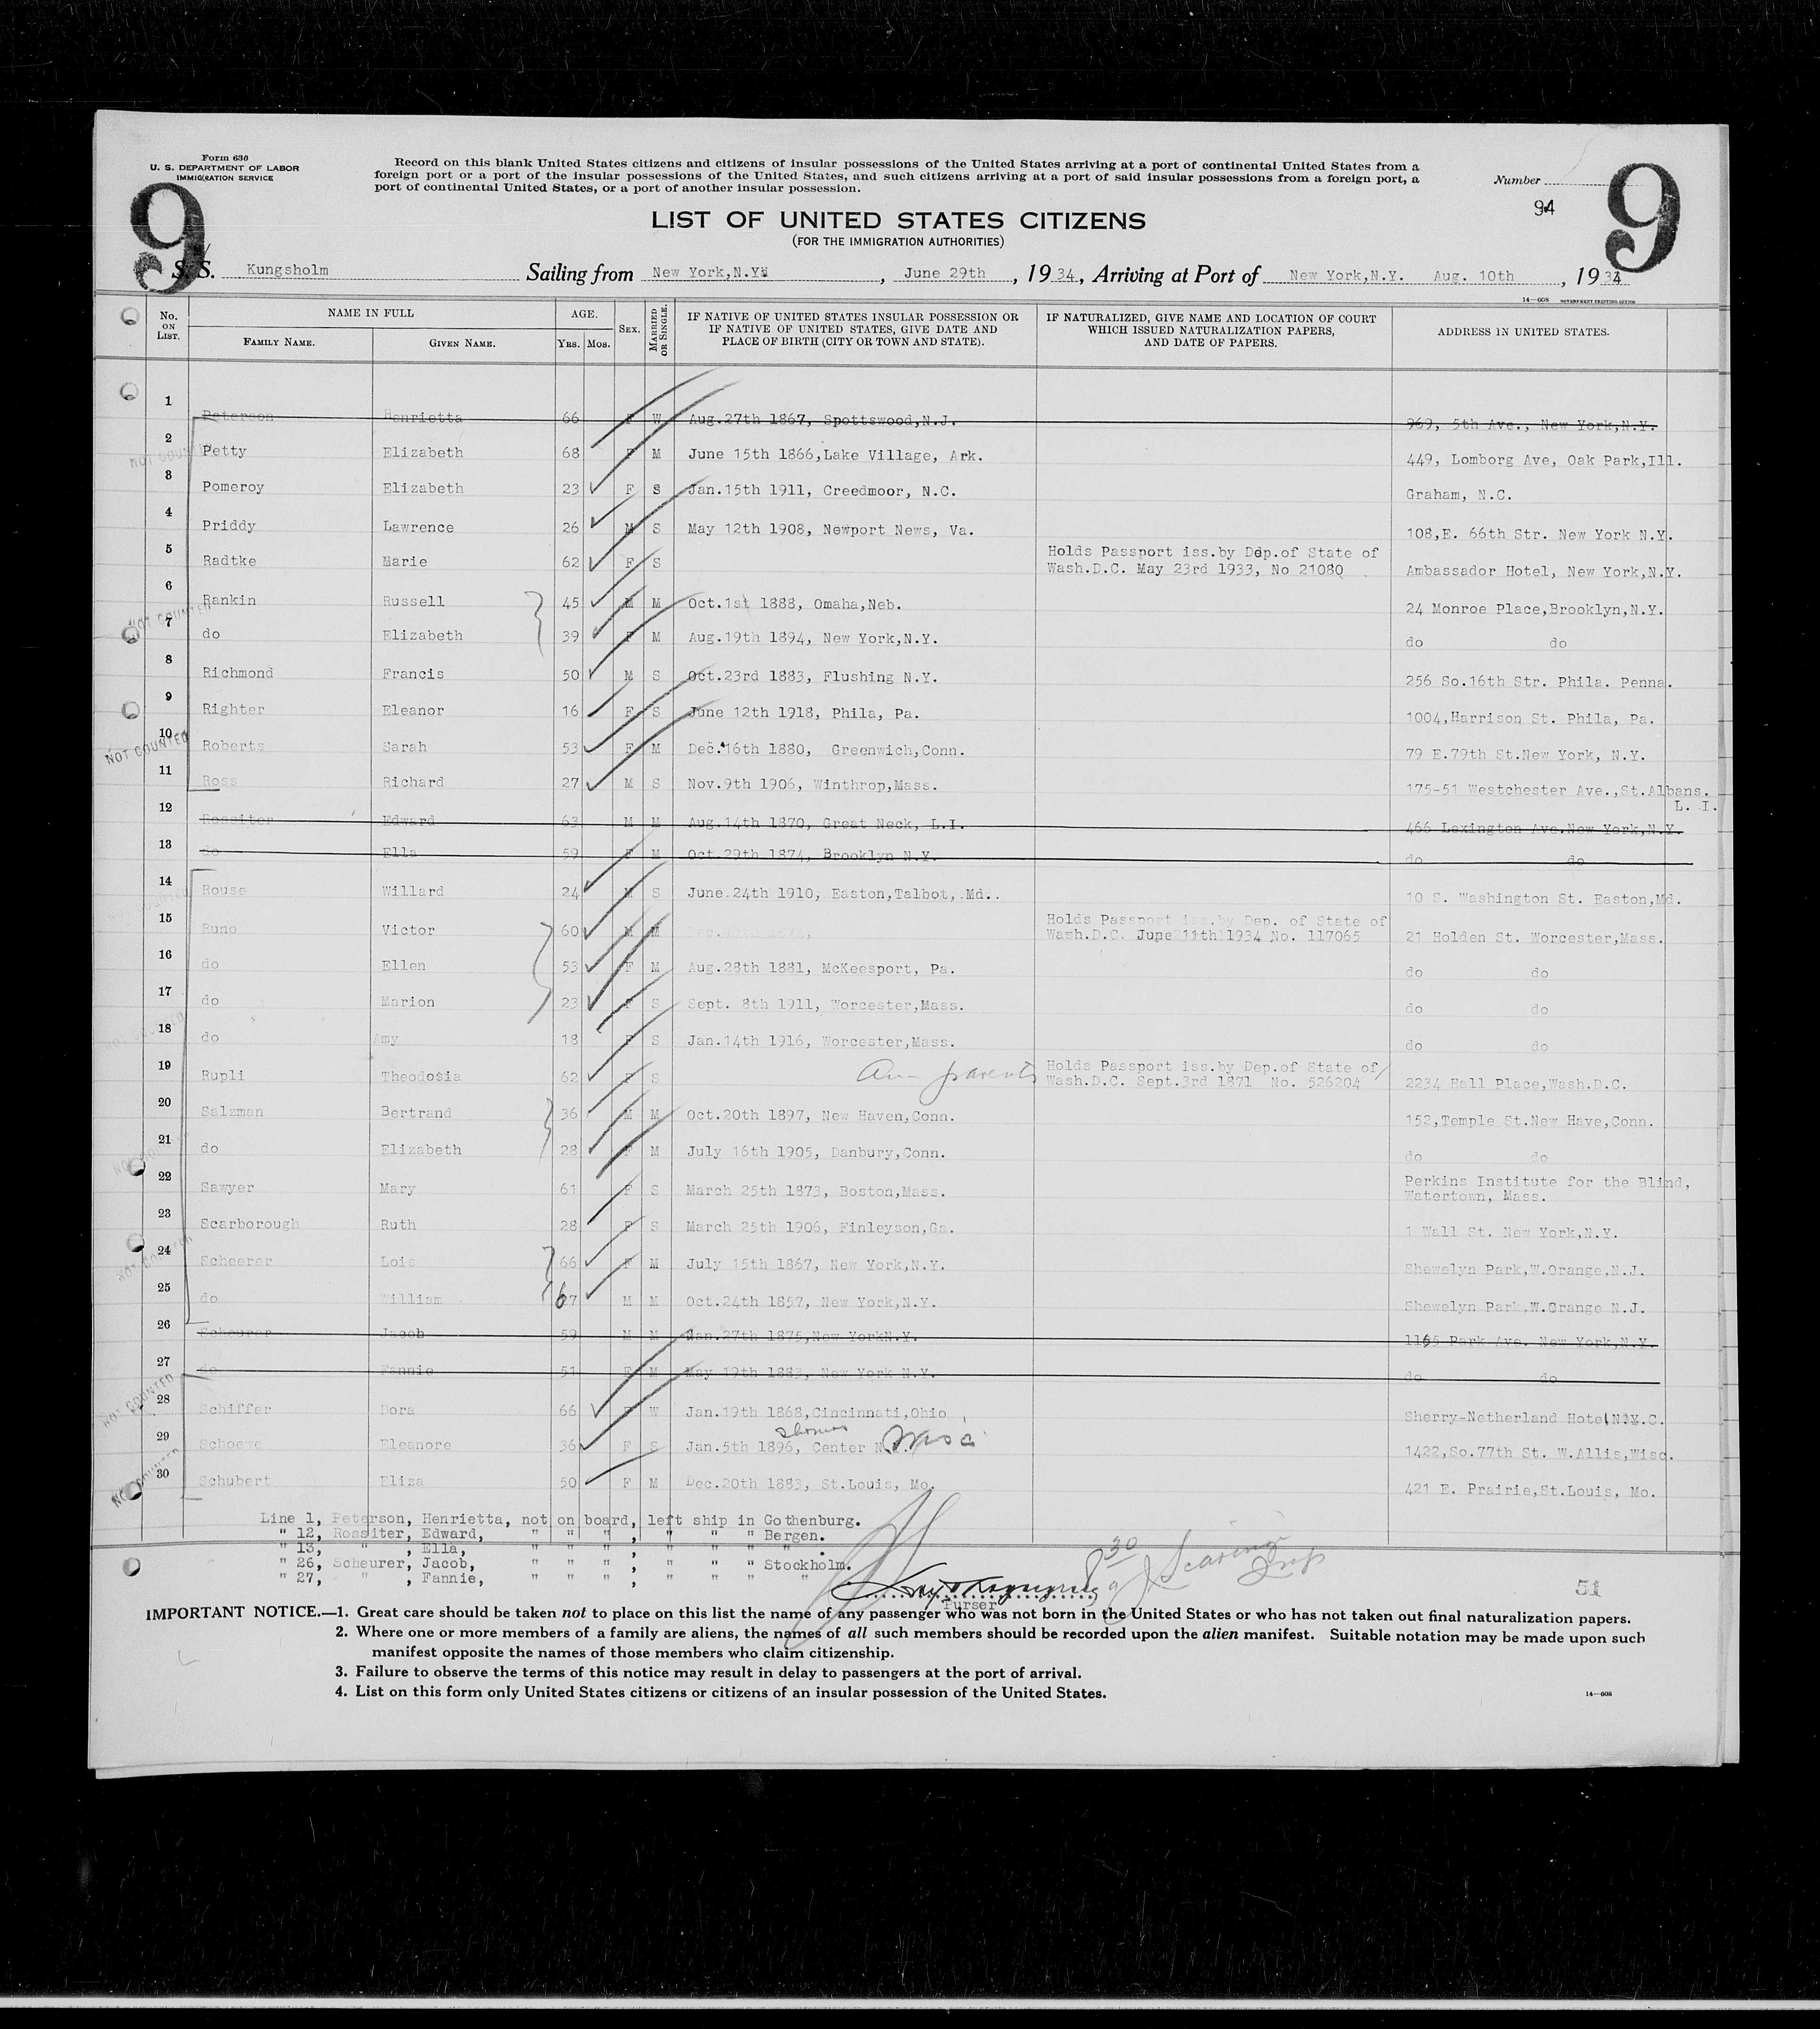 Form 636
U. S. DEPARTMENT OF LABOR
IMMIGRATION SERVICE
Record on this blank United States citizens and citizens of insular possessions of the United States arriving at a port of continental United States from a
foreign port or a port of the insular possessions of the United States, and such citizens arriving at a port of said insular possessions from a foreign port, a
port of continental United States, or a port of another insular possession.
Number
94
9 9
LIST OF UNITED STATES CITIZENS
(FOR THE IMMIGRATION AUTHORITIES)
S. S. Kungsholm Sailing from New York,N.Y. , June 29th , 19 34, Arriving at Port of New York,N.Y. Aug. 10th , 19 34
14—608 GOVERNMENT PRINTING OFFICE
No. ON LIST. NAME IN FULL FAMILY NAME. GIVEN NAME. AGE. YRS. MOS. SEX. MARRIED OR SINGLE. IF NATIVE OF UNITED STATES INSULAR POSSESSION OR IF NATIVE OF UNITED STATES, GIVE DATE AND PLACE OF BIRTH (CITY OR TOWN AND STATE). IF NATURALIZED, GIVE NAME AND LOCATION OF COURT WHICH ISSUED NATURALIZATION PAPERS, AND DATE OF PAPERS. ADDRESS IN UNITED STATES.
1 Peterson Henrietta 66 F W Aug.27th 1867, Spottswood,N.J. 969, 5th Ave., New York,N.Y.
2 Petty Elizabeth 68 F M June 15th 1866,Lake Village, Ark. 449, Lomborg Ave, Oak Park,Ill.
NOT COUNTED
3 Pomeroy Elizabeth 23 F S Jan.15th 1911, Creedmoor, N.C. Graham, N.C.
4 Priddy Lawrence 26 M S May 12th 1908, Newport News, Va. 108,E. 66th Str. New York N.Y.
5 Radtke Marie 62 F S Holds Passport iss.by Dep.of State of Wash.D.C. May 23rd 1933, No 21080 Ambassador Hotel, New York,N.Y.
6 Rankin Russell 45 M M Oct.1st 1888, Omaha,Neb. 24 Monroe Place,Brooklyn,N.Y.
NOT COUNTED
7 do Elizabeth 39 F M Aug.19th 1894, New York,N.Y. do do
8 Richmond Francis 50 M S Oct.23rd 1883, Flushing N.Y. 256 So.16th Str. Phila. Penna.
9 Righter Eleanor 16 F S June 12th 1918, Phila, Pa. 1004,Harrison St. Phila, Pa.
10 Roberts Sarah 53 F M Dec.16th 1880, Greenwich,Conn. 79 E.79th St.New York, N.Y.
NOT COUNTED
11 Ross Richard 27 M S Nov.9th 1906, Winthrop,Mass. 175-51 Westchester Ave.,St.Albans. L. I.
12 Rossiter Edward 63 M M Aug.14th 1870, Great Neck, L.I. 466 Lexington Ave.New York,N.Y.
13 do Ella 59 F M Oct.29th 1874, Brooklyn N.Y. do do
14 Rouse Willard 24 M S June.24th 1910, Easton,Talbot, Md.. 10 S. Washington St. Easton,Md.
NOT COUNTED
15 Runo Victor 60 M M Holds Passport iss.by Dep. of State of Wash.D.C. June 11th 1934 No. 117065 21 Holden St. Worcester,Mass.
16 do Ellen 53 F M Aug.28th 1881, McKeesport, Pa. do do
17 do Marion 23 F S Sept. 8th 1911, Worcester,Mass. do do
NOT COUNTED
18 do Amy 18 F S Jan.14th 1916, Worcester,Mass. do do
19 Rupli Theodosia 62 F S parents Holds Passport iss.by Dep.of State of Wash.D.C. Sept.3rd 1871 No. 526204 2234 Hall Place,Wash.D.C.
20 Salzman Bertrand 36 M M Oct.20th 1897, New Haven,Conn. 152,Temple St.New Have,Conn.
21 do Elizabeth 28 F M July 16th 1905, Danbury,Conn. do do
NOT COUNTED
22 Sawyer Mary 61 F S March 25th 1873, Boston,Mass. Perkins Institute for the Blind, Watertown, Mass.
23 Scarborough Ruth 28 F S March 25th 1906, Finleyson,Ga. 1 Wall St. New York,N.Y.
24 Scheerer Lois 66 F M July 15th 1867, New York,N.Y. Shewelyn Park,W.Orange,N.J.
NOT COUNTED
25 do William 67 M M Oct.24th 1857, New York,N.Y. Shewelyn Park,W.Orange N.J.
26 Scheurer Jacob 59 M M Jan.27th 1875,New YorkN.Y. 1165 Park Ave. New York,N.Y.
27 do Fannie 51 F M May 19th 1883, New York N.Y. do do
NOT COUNTED
28 Schiffer Dora 66 F W Jan.19th 1868,Cincinnati,Ohio Sherry-Netherland Hotel N.Y.C.
29 Schoewe Eleanore 36 F S Jan.5th 1896, Center N. 1422,So.77th St. W.Allis,Wisc.
NOT COUNTED
30 Schubert Eliza 50 F M Dec.20th 1883, St.Louis, Mo. 421 E. Prairie,St.Louis, Mo.
Line 1, Peterson, Henrietta, not on board, left ship in Gothenburg.
" 12, Rossiter, Edward, " " " , " " " Bergen.
" 13, " , Ella, " " " , " " " " .
" 26, Scheurer, Jacob, " " " , " " " Stockholm.
" 27, " , Fannie, " " " , " " " "
830
Purser
51
IMPORTANT NOTICE.—1. Great care should be taken not to place on this list the name of any passenger who was not born in the United States or who has not taken out final naturalization papers.
2. Where one or more members of a family are aliens, the names of all such members should be recorded upon the alien manifest. Suitable notation may be made upon such
manifest opposite the names of those members who claim citizenship.
3. Failure to observe the terms of this notice may result in delay to passengers at the port of arrival.
4. List on this form only United States citizens or citizens of an insular possession of the United States.
14—608